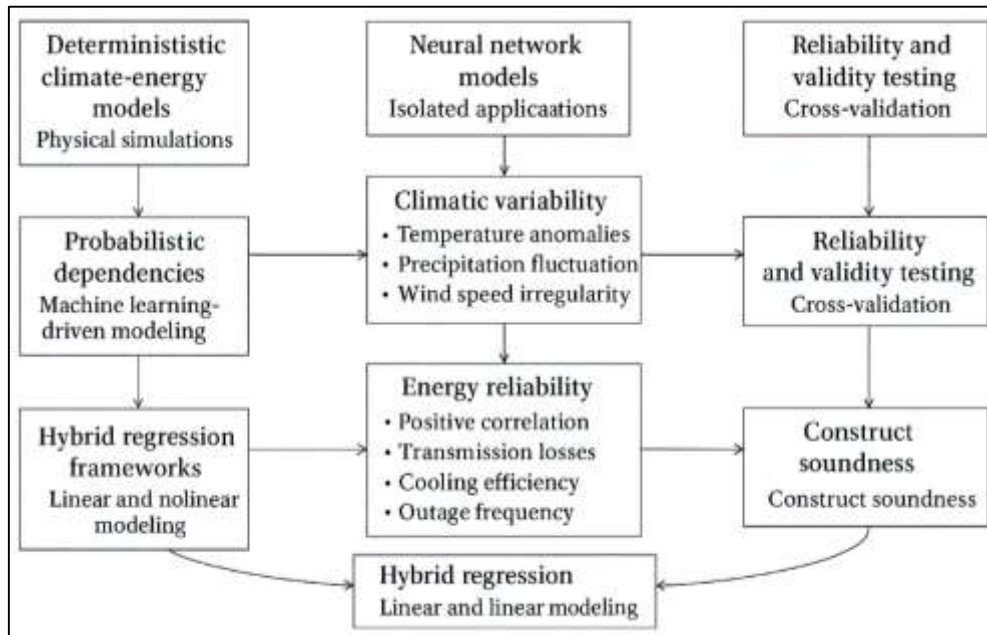 Determinististic
climate-energy
models
Physical simulations
Neural network
models
Isolated applicaations
Reliability and
validity testing
Cross-validation
Probabilistic
dependencies
Machine learning-
driven modeling
Climatic variability
• Temperature anomalies
• Precipitation fluctuation
• Wind speed irregularity
Reliability
and validity testing
Cross-validation
Hybrid regression
frameworks
Linear and nolinear
modeling
Energy reliability
• Positive correlation
• Transmission losses
• Cooling efficiency
• Outage frequency
Construct
soundness
Construct soundness
Hybrid regression
Linear and linear modeling